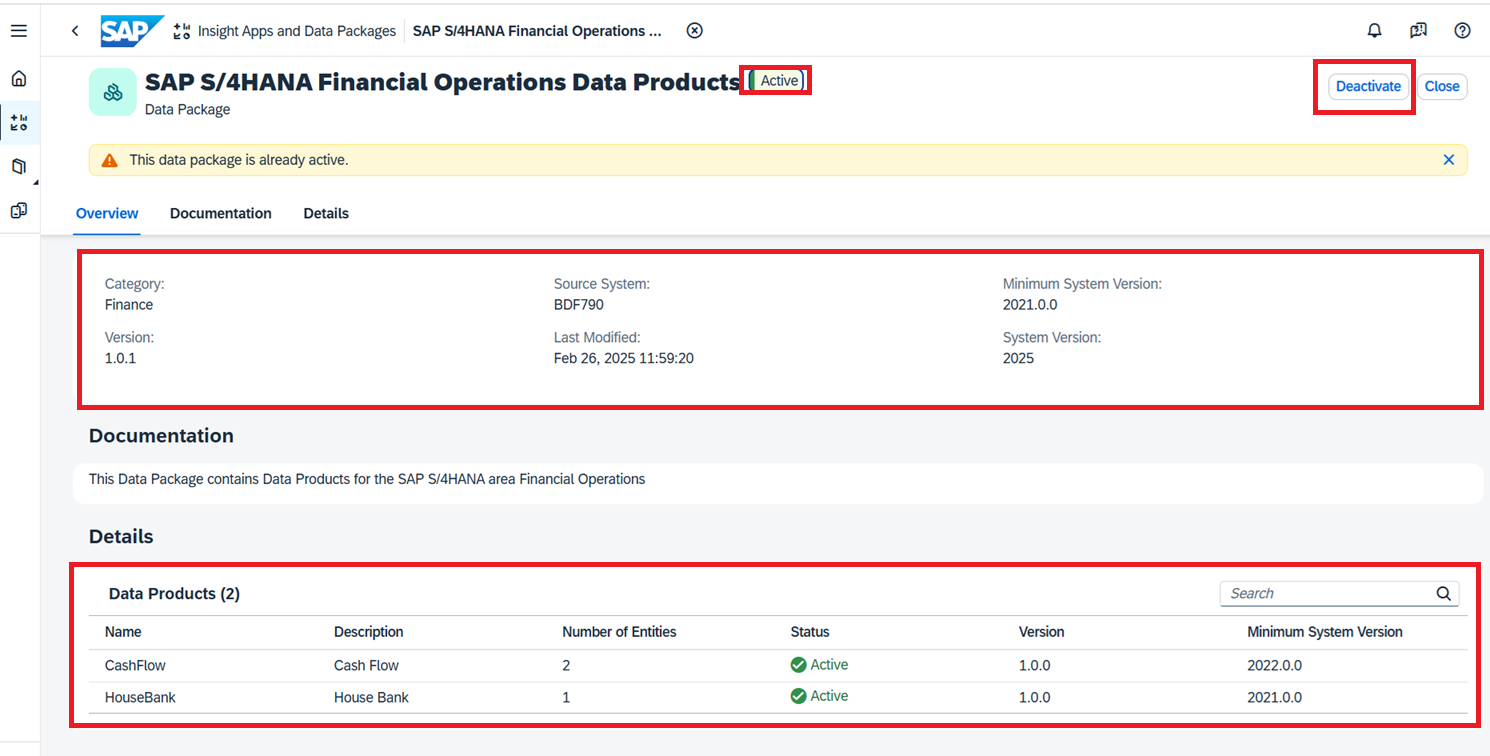 SAP Insight Apps and Data Packages SAP S/4HANA Financial Operations ...
SAP S/4HANA Financial Operations Data Products Active Deactivate Close
Data Package
This data package is already active.
Overview Documentation Details
Category: Source System: Minimum System Version:
Finance BDF790 2021.0.0
Version: Last Modified: System Version:
1.0.1 Feb 26, 2025 11:59:20 2025
Documentation
This Data Package contains Data Products for the SAP S/4HANA area Financial Operations
Details
Data Products (2) Search
Name Description Number of Entities Status Version Minimum System Version
CashFlow Cash Flow 2 Active 1.0.0 2022.0.0
HouseBank House Bank 1 Active 1.0.0 2021.0.0